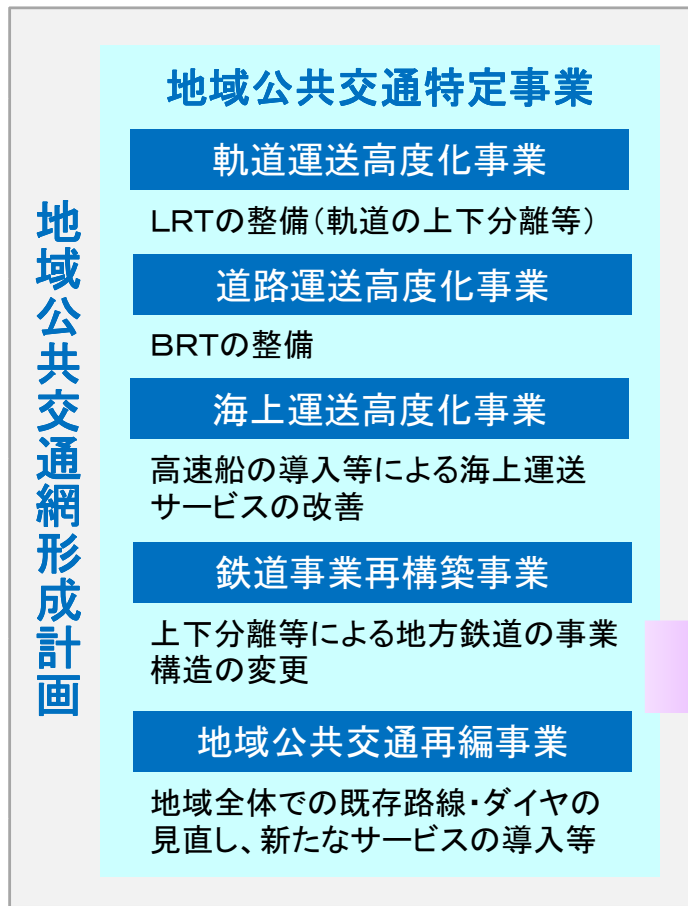 地域公共交通網形成計画
地域公共交通特定事業
軌道運送高度化事業
LRTの整備（軌道の上下分離等）
道路運送高度化事業
BRTの整備
海上運送高度化事業
高速船の導入等による海上運送
サービスの改善
鉄道事業再構築事業
上下分離等による地方鉄道の事業
構造の変更
地域公共交通再編事業
地域全体での既存路線・ダイヤの
見直し、新たなサービスの導入等